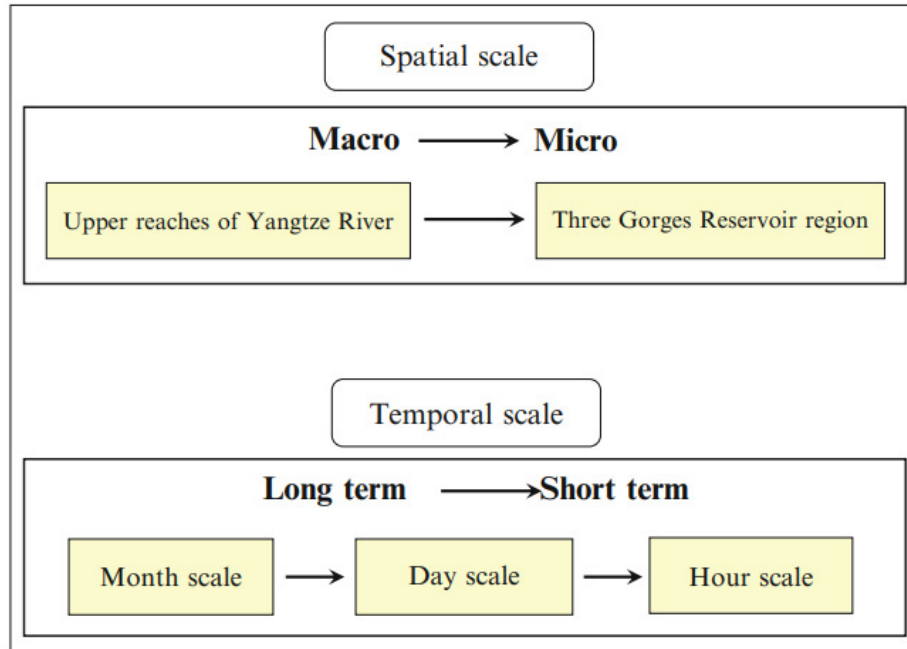 Spatial scale
Macro Micro
Upper reaches of Yangtze River Three Gorges Reservoir region
Temporal scale
Long term Short term
Month scale Day scale Hour scale